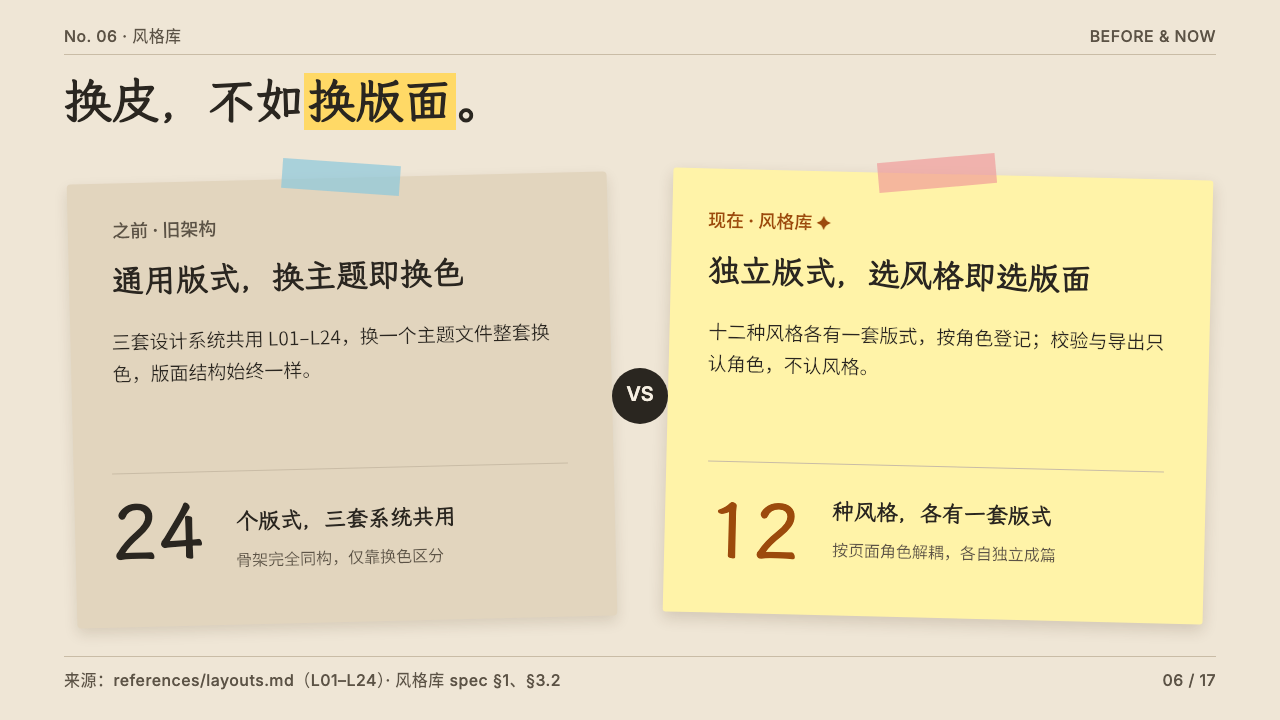 No. 06 · 风格库
BEFORE & NOW
换皮，不如换版面。
之前 · 旧架构
通用版式，换主题即换色
三套设计系统共用 L01–L24，换一个主题文件整套换
色，版面结构始终一样。
24
个版式，三套系统共用
骨架完全同构，仅靠换色区分
VS
现在 · 风格库 ✦
独立版式，选风格即选版面
十二种风格各有一套版式，按角色登记；校验与导出只
认角色，不认风格。
12
种风格，各有一套版式
按页面角色解耦，各自独立成篇
来源：references/layouts.md（L01–L24）· 风格库 spec §1、§3.2
06 / 17